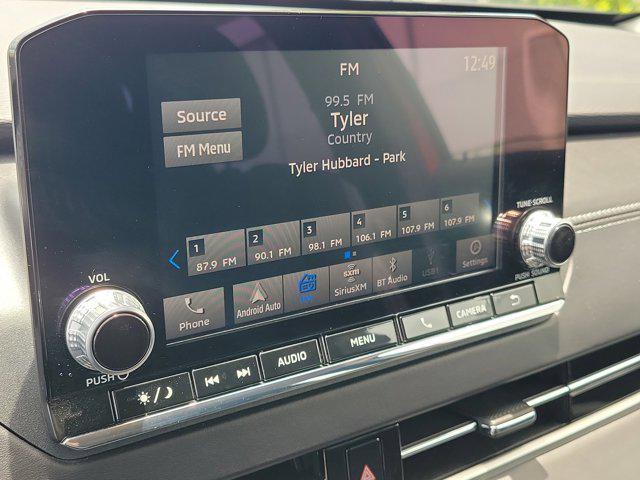 FM
12:49
99.5 FM
Source
Tyler
Country
FM Menu
Tyler Hubbard - Park
1
2
3
4
5
6
87.9 FM
90.1 FM
98.1 FM
106.1 FM
107.9 FM
107.9 FM
TUNE·SCROLL
PUSH SOUND
Phone
Android Auto
sxm
SiriusXM
BT Audio
USB1
Settings
VOL
PUSH
AUDIO
MENU
CAMERA